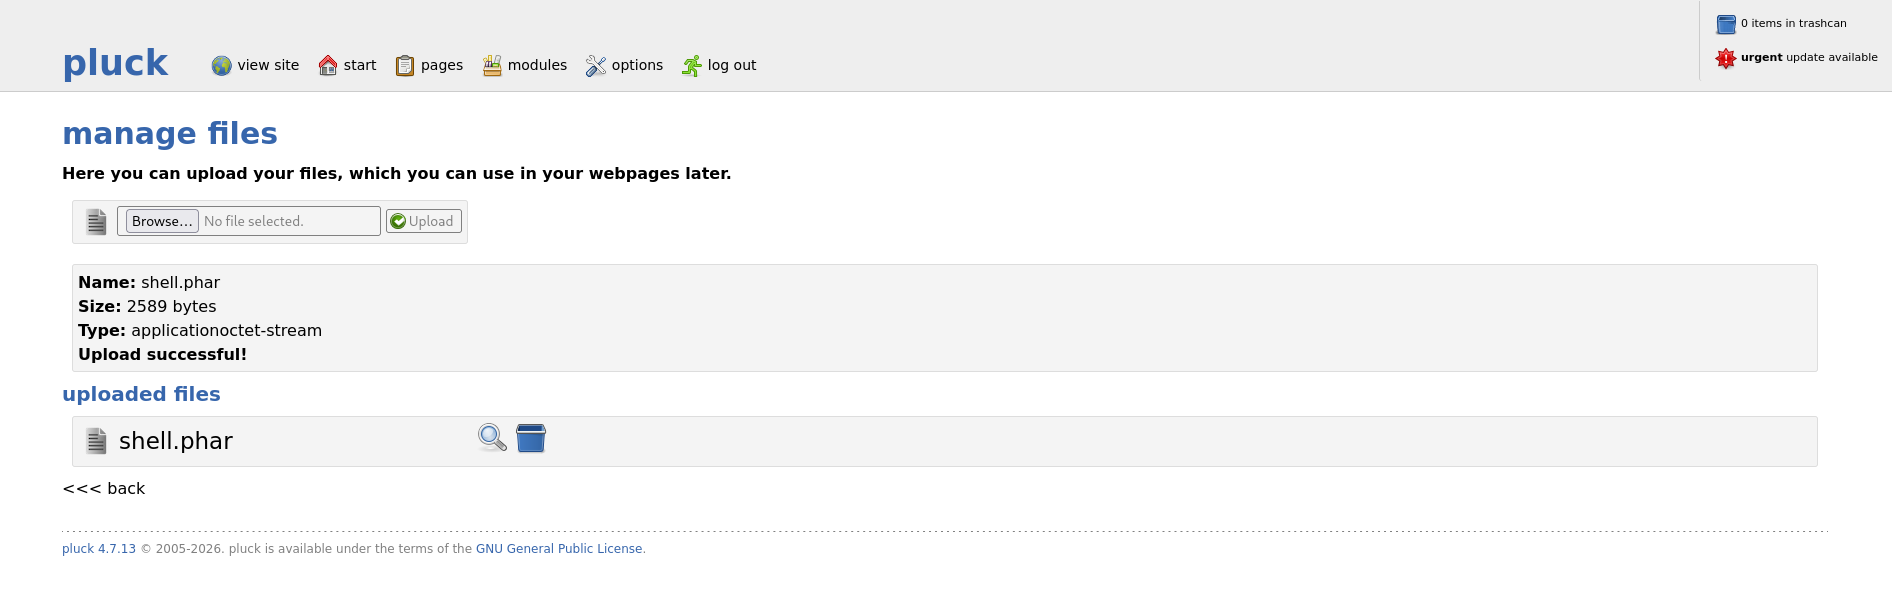 0 items in trashcan
pluck view site start pages modules options log out
urgent update available
manage files
Here you can upload your files, which you can use in your webpages later.
Browse... No file selected. Upload
Name: shell.phar
Size: 2589 bytes
Type: applicationoctet-stream
Upload successful!
uploaded files
shell.phar
<<< back
pluck 4.7.13 © 2005-2026. pluck is available under the terms of the GNU General Public License.